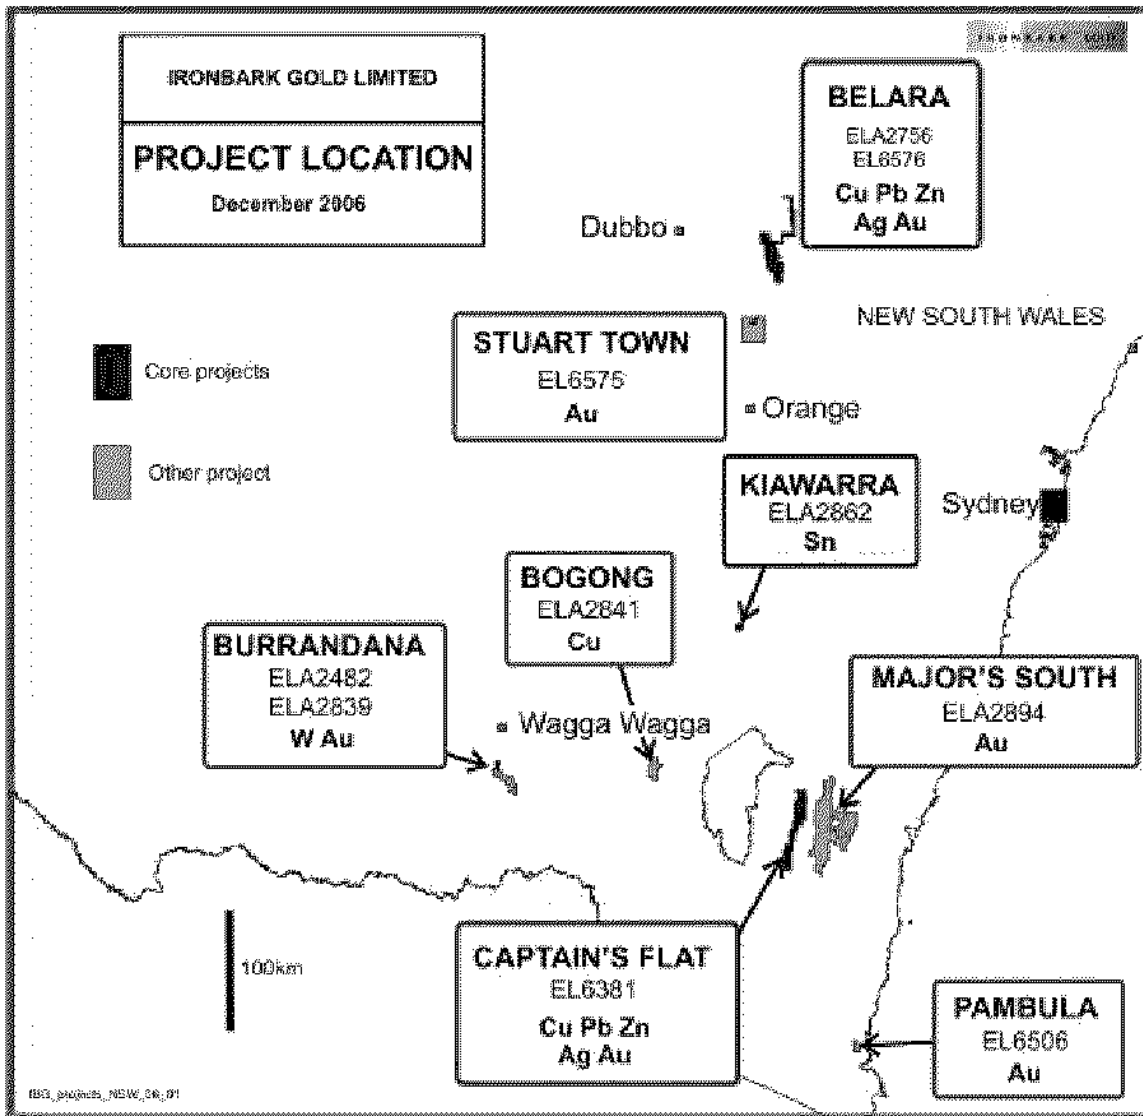 IRONBARK GOLD
IRONBARK GOLD LIMITED
PROJECT LOCATION
December 2006
BELARA
ELA2756
EL6576
Cu Pb Zn
Ag Au
Dubbo
NEW SOUTH WALES
STUART TOWN
EL6575
Au
Core projects
Orange
Other project
KIAWARRA
ELA2862
Sn
Sydney
BOGONG
ELA2841
Cu
BURRANDANA
ELA2482
ELA2839
W Au
MAJOR'S SOUTH
ELA2894
Au
Wagga Wagga
100km
CAPTAIN'S FLAT
EL6381
Cu Pb Zn
Ag Au
PAMBULA
EL6506
Au